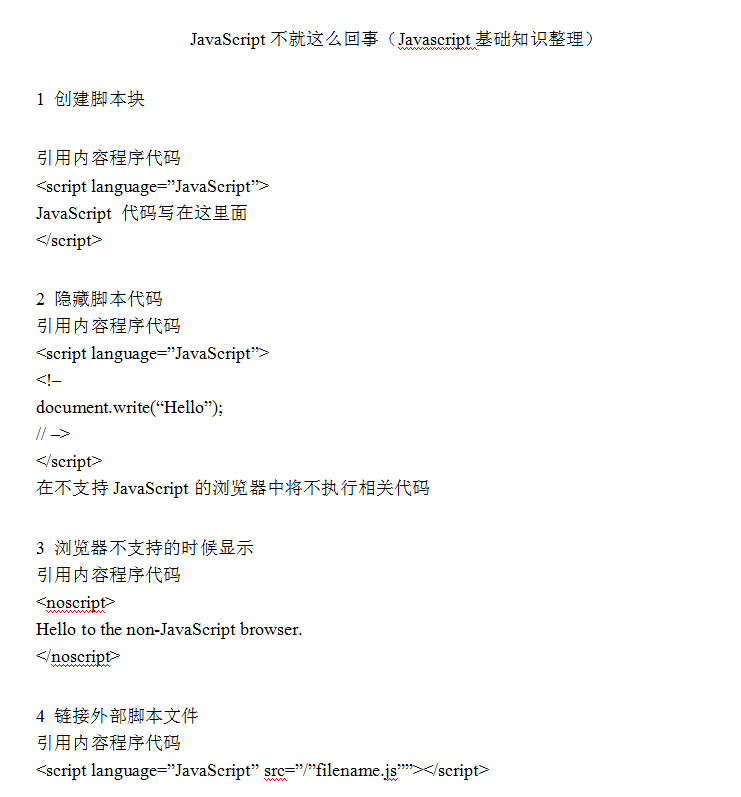 JavaScript 不就这么回事（Javascript 基础知识整理）
1 创建脚本块
引用内容程序代码
<script language=”JavaScript”>
JavaScript 代码写在这里面
</script>
2 隐藏脚本代码
引用内容程序代码
<script language=”JavaScript”>
<!–
document.write(“Hello”);
// –>
</script>
在不支持 JavaScript 的浏览器中将不执行相关代码
3 浏览器不支持的时候显示
引用内容程序代码
<noscript>
Hello to the non-JavaScript browser.
</noscript>
4 链接外部脚本文件
引用内容程序代码
<script language=”JavaScript” src=”/”filename.js””></script>